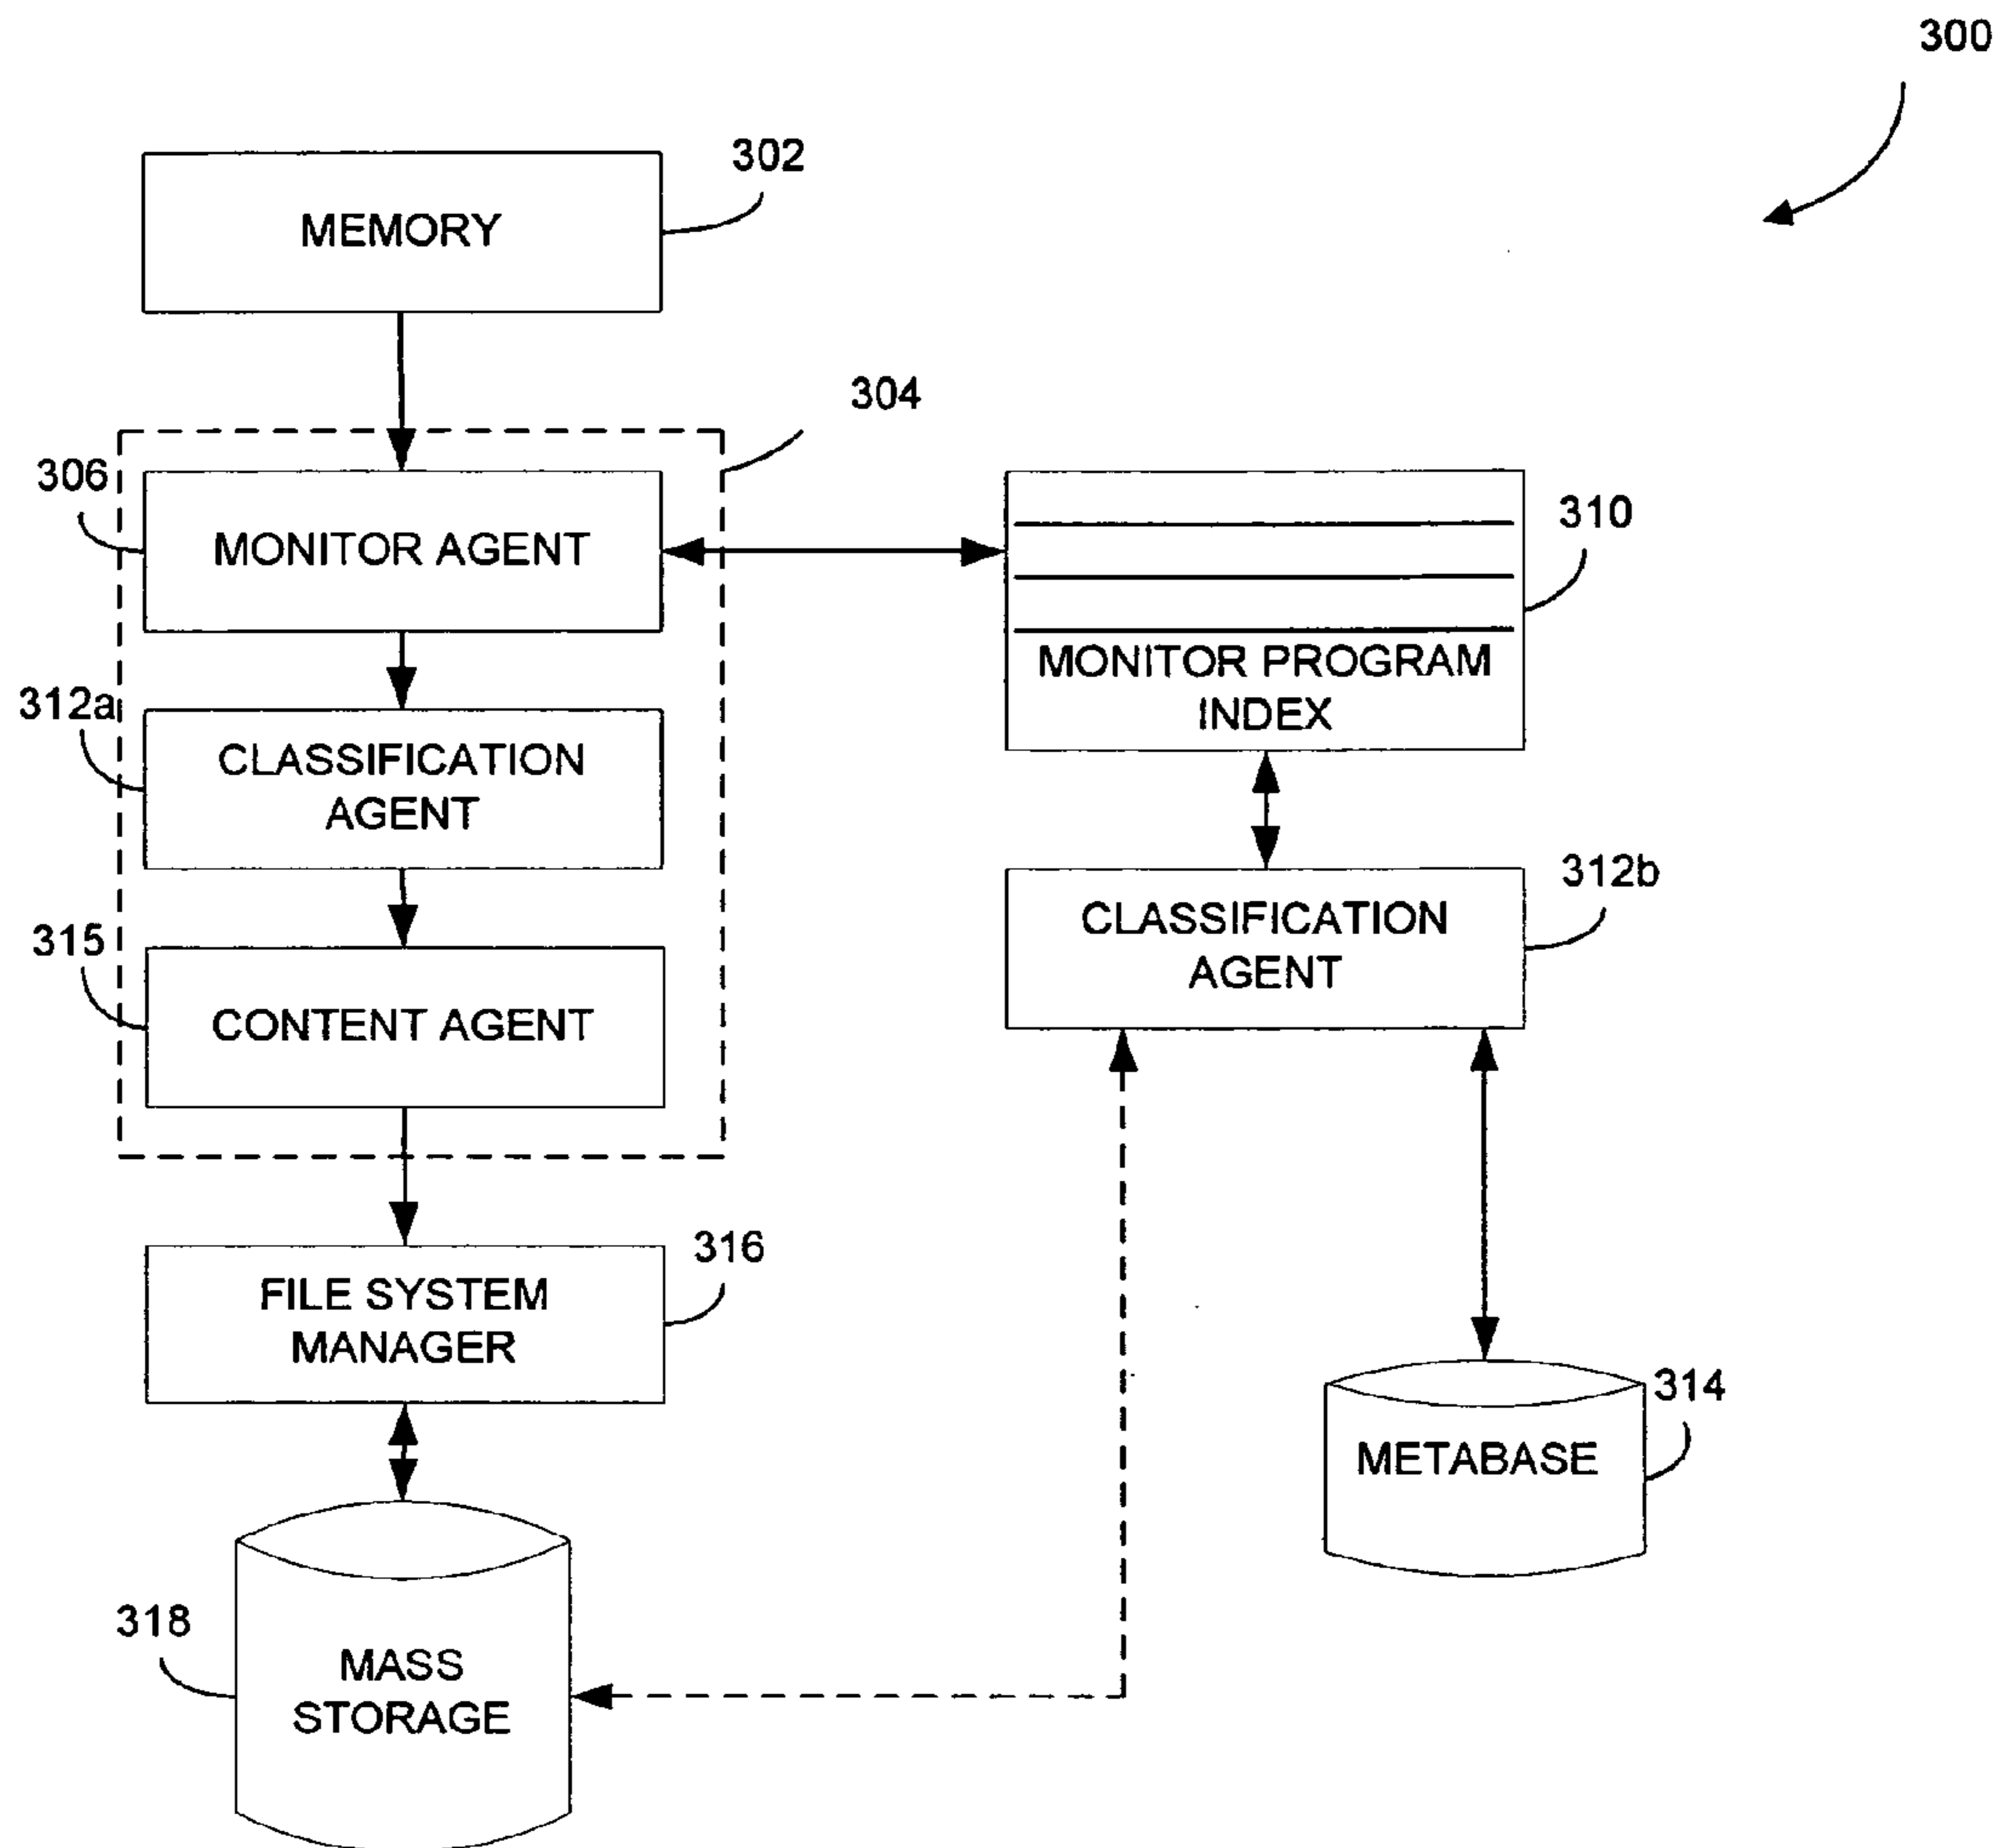 300
302
MEMORY
304
306
MONITOR AGENT
310
MONITOR PROGRAM
INDEX
312a
CLASSIFICATION
AGENT
312b
CLASSIFICATION
AGENT
315
CONTENT AGENT
316
FILE SYSTEM
MANAGER
314
METABASE
318
MASS
STORAGE